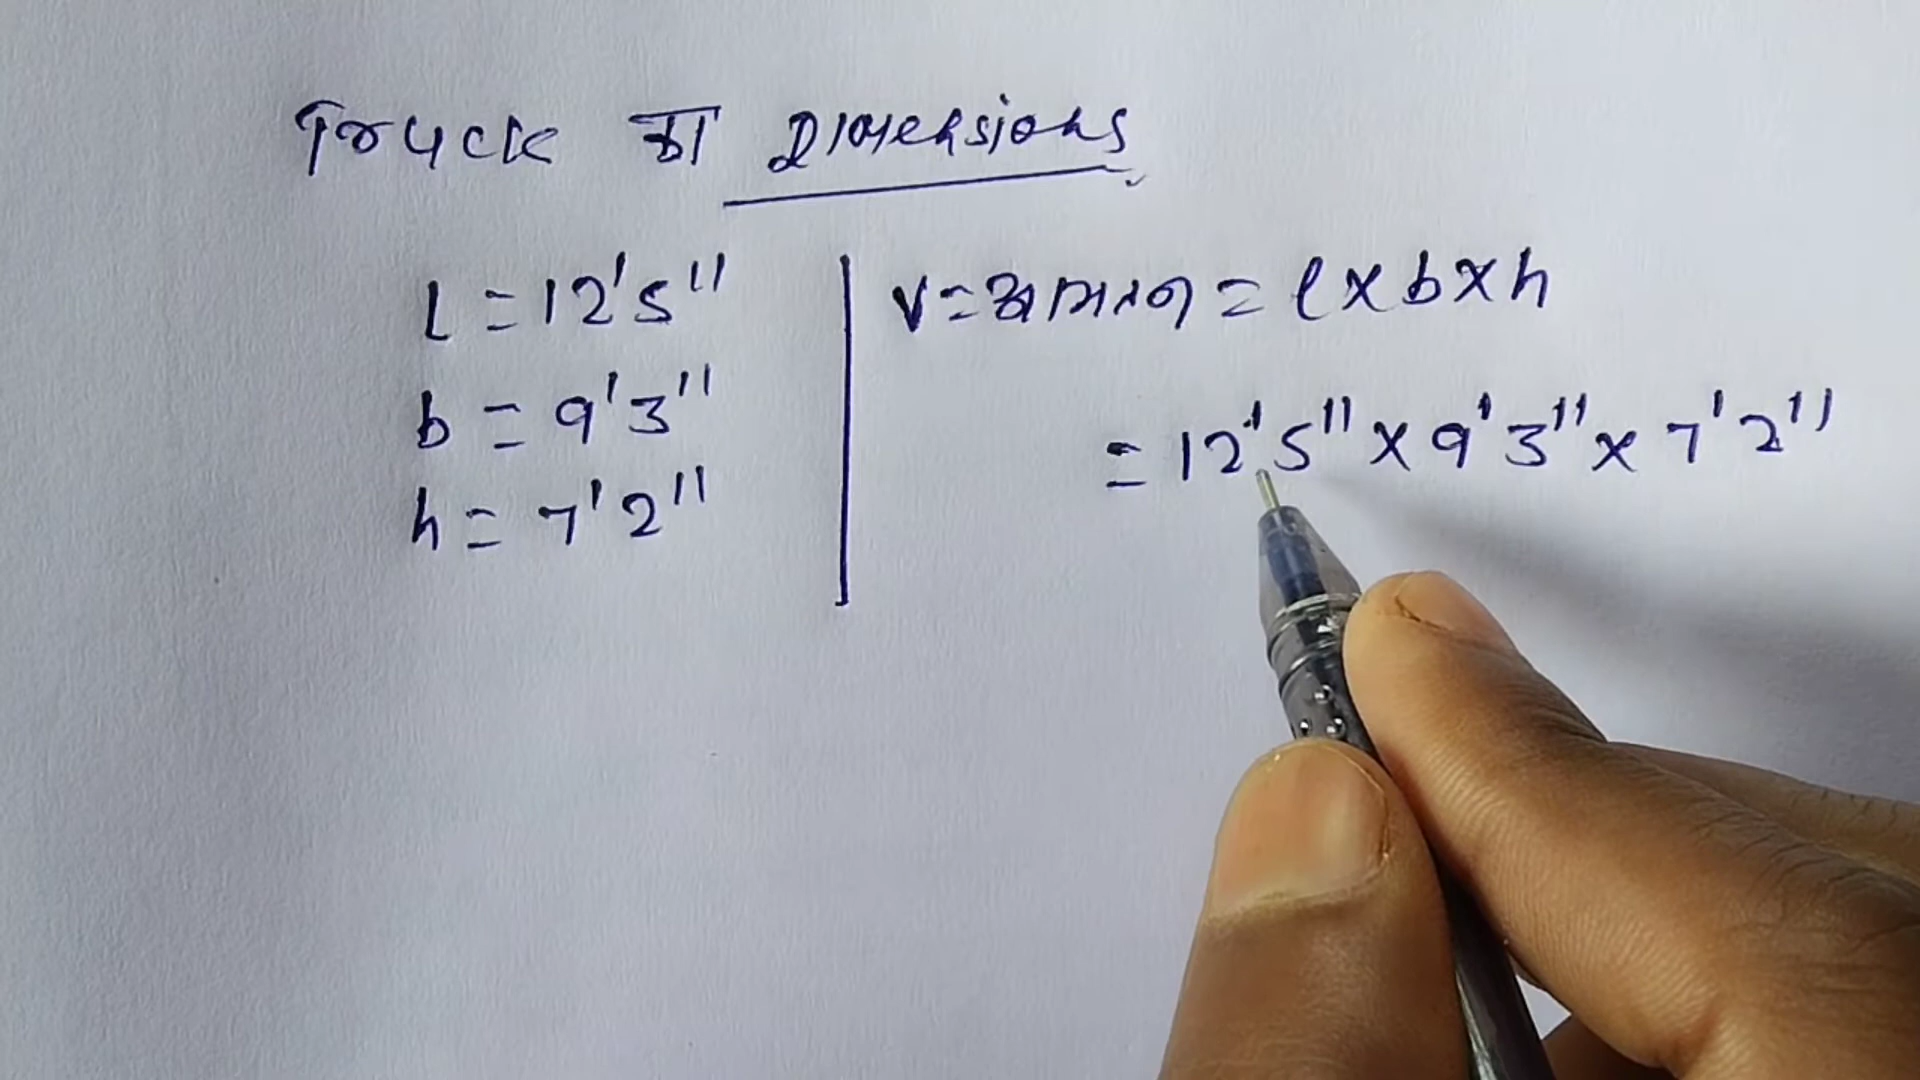 Truck का Dimensions
L = 12'5"
b = 9'3"
h = 7'2"
V = आयतन = l x b x h
= 12'5" x 9'3" x 7'2"